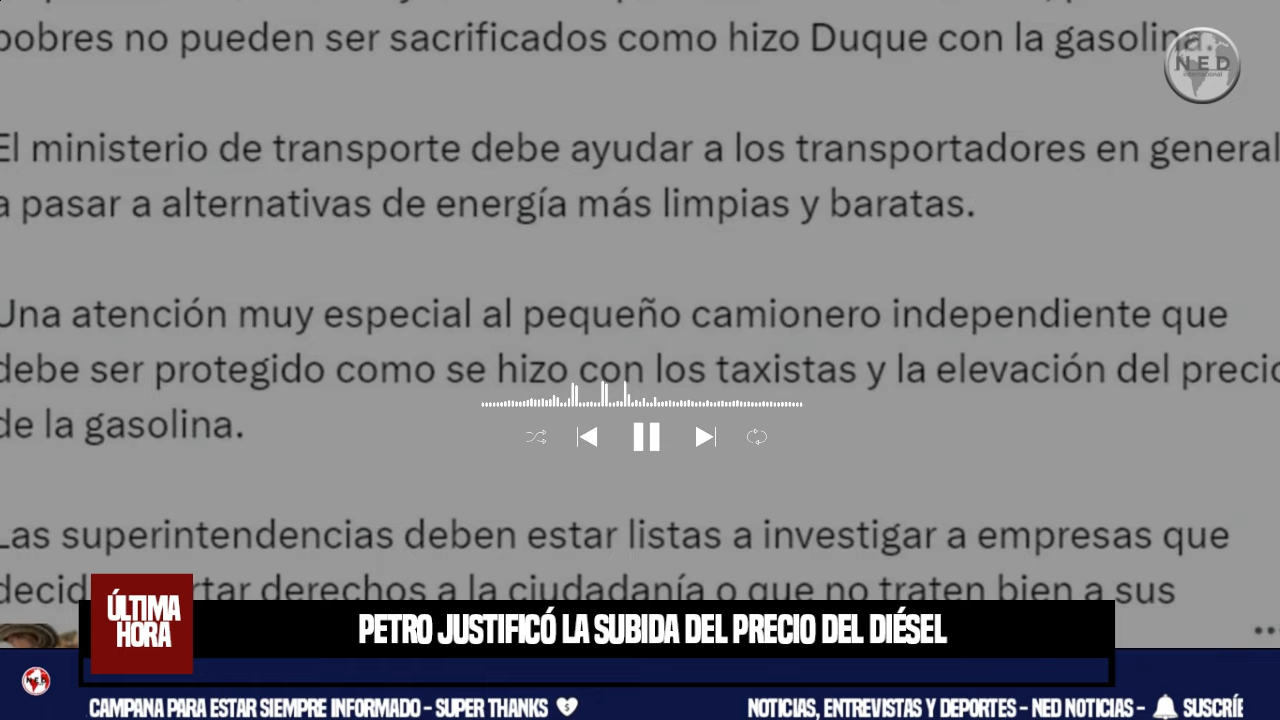 pobres no pueden ser sacrificados como hizo Duque con la gasolina.
NED
internacional
El ministerio de transporte debe ayudar a los transportadores en general
a pasar a alternativas de energía más limpias y baratas.
Una atención muy especial al pequeño camionero independiente que
debe ser protegido como se hizo con los taxistas y la elevación del precio
de la gasolina.
Las superintendencias deben estar listas a investigar a empresas que
derechos a la ciudadanía o que no traten bien a sus
ÚLTIMA
HORA
PETRO JUSTIFICÓ LA SUBIDA DEL PRECIO DEL DIÉSEL
NED
CAMPANA PARA ESTAR SIEMPRE INFORMADO - SUPER THANKS
NOTICIAS, ENTREVISTAS Y DEPORTES - NED NOTICIAS - SUSCRÍE